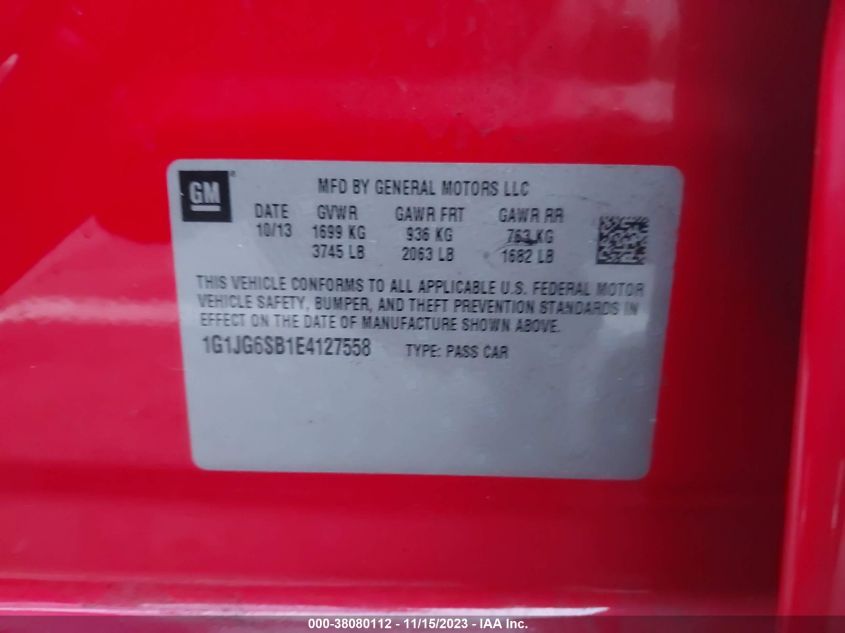 GM ®
MFD BY GENERAL MOTORS LLC
DATE GVWR GAWR FRT GAWR RR
10/13 1699 KG 936 KG 763 KG
3745 LB 2063 LB 1682 LB
THIS VEHICLE CONFORMS TO ALL APPLICABLE U.S. FEDERAL MOTOR
VEHICLE SAFETY, BUMPER, AND THEFT PREVENTION STANDARDS IN
EFFECT ON THE DATE OF MANUFACTURE SHOWN ABOVE.
1G1JG6SB1E4127558 TYPE: PASS CAR
000-38080112 - 11/15/2023 - IAA Inc.